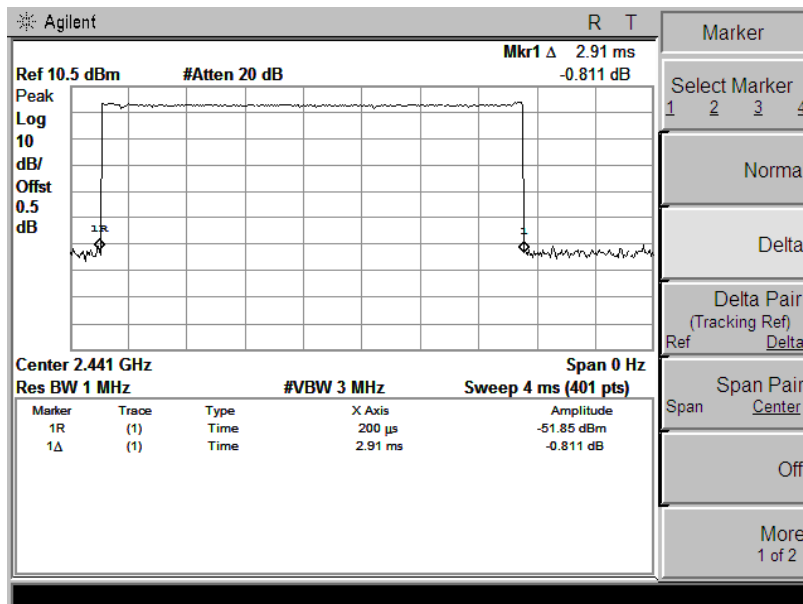 Agilent R T
Marker
Mkr1 Δ 2.91 ms
Ref 10.5 dBm #Atten 20 dB -0.811 dB
Peak
Log
10
dB/
Offst
0.5
dB
1R
1
Center 2.441 GHz Span 0 Hz
Res BW 1 MHz #VBW 3 MHz Sweep 4 ms (401 pts)
Marker Trace Type X Axis Amplitude
1R (1) Time 200 µs -51.85 dBm
1Δ (1) Time 2.91 ms -0.811 dB
Select Marker
1 2 3 4
Norma
Delta
Delta Pair
(Tracking Ref)
Ref Delta
Span Pair
Span Center
Off
More
1 of 2